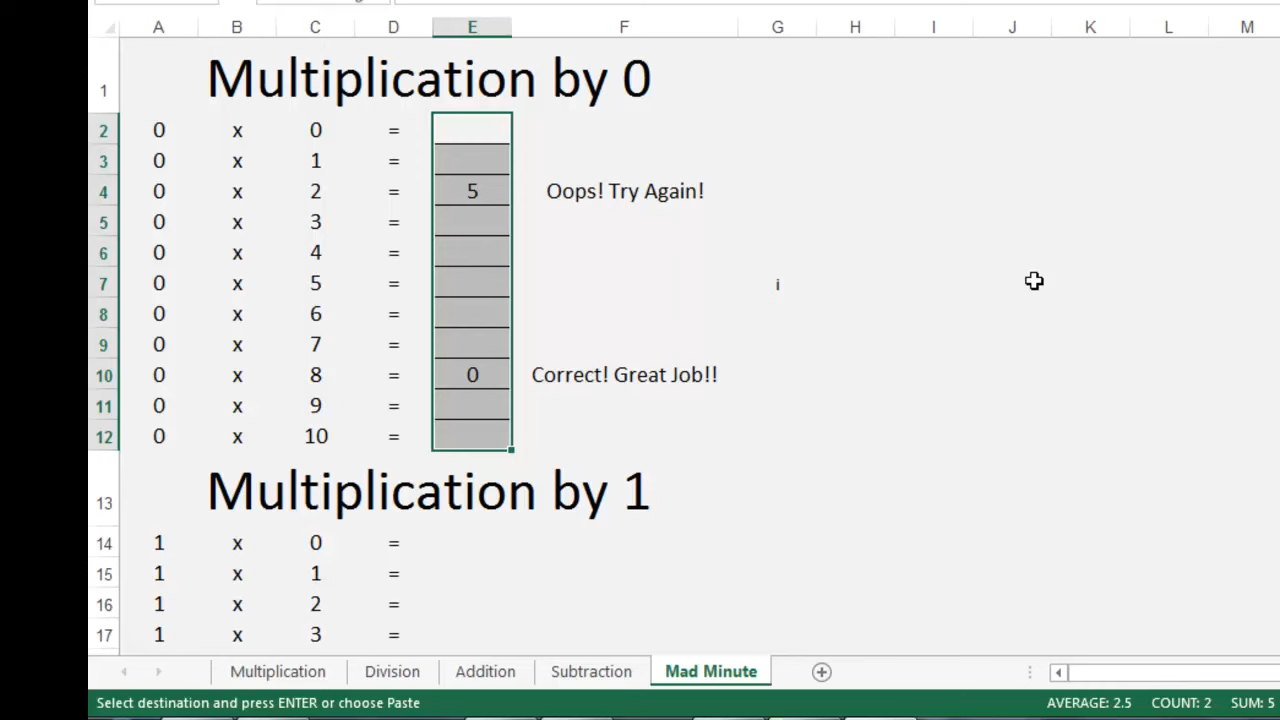 A B C D E F G H I J K L M
1 Multiplication by 0
2 0 x 0 =
3 0 x 1 =
4 0 x 2 = 5 Oops! Try Again!
5 0 x 3 =
6 0 x 4 =
7 0 x 5 = i
8 0 x 6 =
9 0 x 7 =
10 0 x 8 = 0 Correct! Great Job!!
11 0 x 9 =
12 0 x 10 =
13 Multiplication by 1
14 1 x 0 =
15 1 x 1 =
16 1 x 2 =
17 1 x 3 =
Multiplication Division Addition Subtraction Mad Minute
Select destination and press ENTER or choose Paste AVERAGE: 2.5 COUNT: 2 SUM: 5